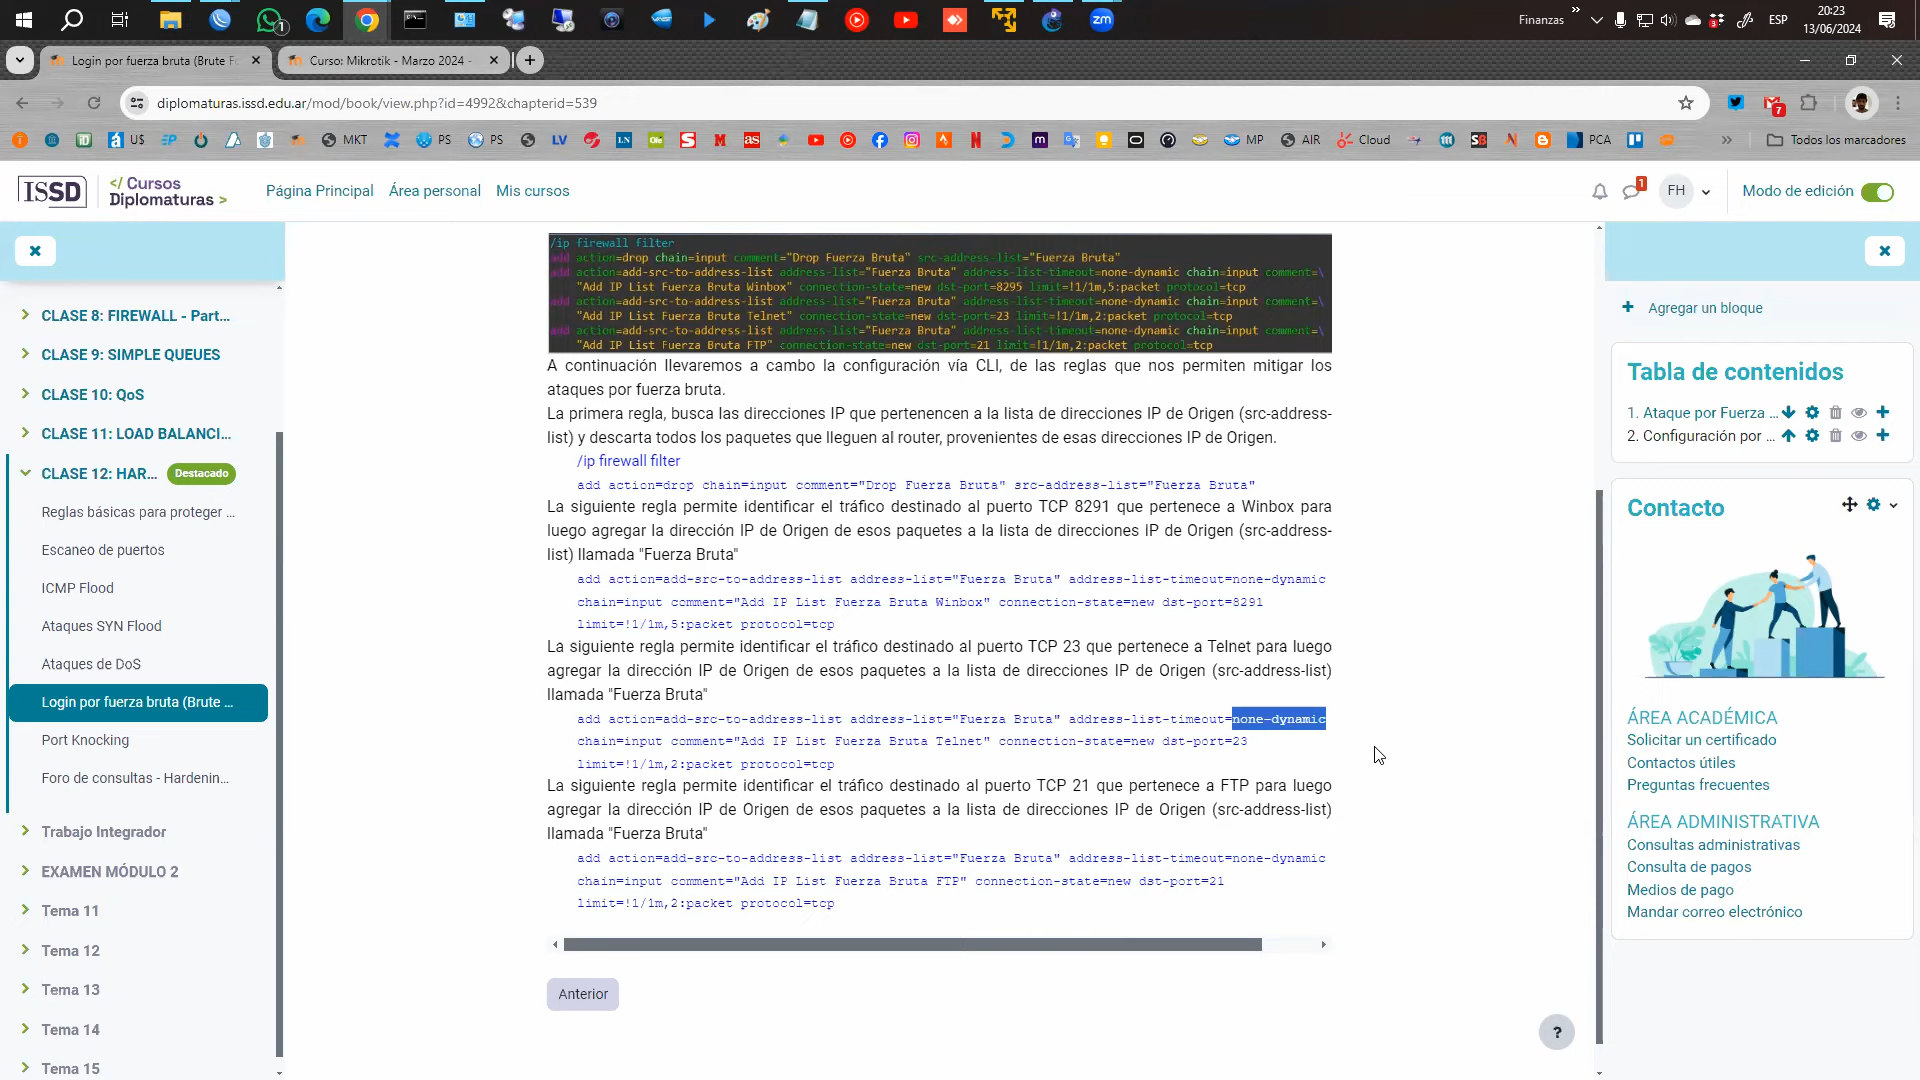 Finanzas
ESP
20:23
13/06/2024
Login por fuerza bruta (Brute Fo
Curso: Mikrotik - Marzo 2024 -
diplomaturas.issd.edu.ar/mod/book/view.php?id=4992&chapterid=539
U$
MKT
PS
PS
LV
MP
AIR
Cloud
PCA
Todos los marcadores
ISSD
</ Cursos
Diplomaturas >
Página Principal
Área personal
Mis cursos
1
FH
Modo de edición
CLASE 8: FIREWALL - Part...
CLASE 9: SIMPLE QUEUES
CLASE 10: QoS
CLASE 11: LOAD BALANCI...
CLASE 12: HAR...
Destacado
Reglas básicas para proteger ...
Escaneo de puertos
ICMP Flood
Ataques SYN Flood
Ataques de DoS
Login por fuerza bruta (Brute ...
Port Knocking
Foro de consultas - Hardenin...
Trabajo Integrador
EXAMEN MÓDULO 2
Tema 11
Tema 12
Tema 13
Tema 14
Tema 15
/ip firewall filter
add action=drop chain=input comment="Drop Fuerza Bruta" src-address-list="Fuerza Bruta"
add action=add-src-to-address-list address-list="Fuerza Bruta" address-list-timeout=none-dynamic chain=input comment=\
"Add IP List Fuerza Bruta Winbox" connection-state=new dst-port=8295 limit=!1/1m,5:packet protocol=tcp
add action=add-src-to-address-list address-list="Fuerza Bruta" address-list-timeout=none-dynamic chain=input comment=\
"Add IP List Fuerza Bruta Telnet" connection-state=new dst-port=23 limit=!1/1m,2:packet protocol=tcp
add action=add-src-to-address-list address-list="Fuerza Bruta" address-list-timeout=none-dynamic chain=input comment=\
"Add IP List Fuerza Bruta FTP" connection-state=new dst-port=21 limit=!1/1m,2:packet protocol=tcp
A continuación llevaremos a cambo la configuración vía CLI, de las reglas que nos permiten mitigar los
ataques por fuerza bruta.
La primera regla, busca las direcciones IP que pertenencen a la lista de direcciones IP de Origen (src-address-
list) y descarta todos los paquetes que lleguen al router, provenientes de esas direcciones IP de Origen.
/ip firewall filter
add action=drop chain=input comment="Drop Fuerza Bruta" src-address-list="Fuerza Bruta"
La siguiente regla permite identificar el tráfico destinado al puerto TCP 8291 que pertenece a Winbox para
luego agregar la dirección IP de Origen de esos paquetes a la lista de direcciones IP de Origen (src-address-
list) llamada "Fuerza Bruta"
add action=add-src-to-address-list address-list="Fuerza Bruta" address-list-timeout=none-dynamic
chain=input comment="Add IP List Fuerza Bruta Winbox" connection-state=new dst-port=8291
limit=!1/1m,5:packet protocol=tcp
La siguiente regla permite identificar el tráfico destinado al puerto TCP 23 que pertenece a Telnet para luego
agregar la dirección IP de Origen de esos paquetes a la lista de direcciones IP de Origen (src-address-list)
llamada "Fuerza Bruta"
add action=add-src-to-address-list address-list="Fuerza Bruta" address-list-timeout=none-dynamic
chain=input comment="Add IP List Fuerza Bruta Telnet" connection-state=new dst-port=23
limit=!1/1m,2:packet protocol=tcp
La siguiente regla permite identificar el tráfico destinado al puerto TCP 21 que pertenece a FTP para luego
agregar la dirección IP de Origen de esos paquetes a la lista de direcciones IP de Origen (src-address-list)
llamada "Fuerza Bruta"
add action=add-src-to-address-list address-list="Fuerza Bruta" address-list-timeout=none-dynamic
chain=input comment="Add IP List Fuerza Bruta FTP" connection-state=new dst-port=21
limit=!1/1m,2:packet protocol=tcp
Anterior
?
Agregar un bloque
Tabla de contenidos
1. Ataque por Fuerza ...
2. Configuración por ...
Contacto
ÁREA ACADÉMICA
Solicitar un certificado
Contactos útiles
Preguntas frecuentes
ÁREA ADMINISTRATIVA
Consultas administrativas
Consulta de pagos
Medios de pago
Mandar correo electrónico